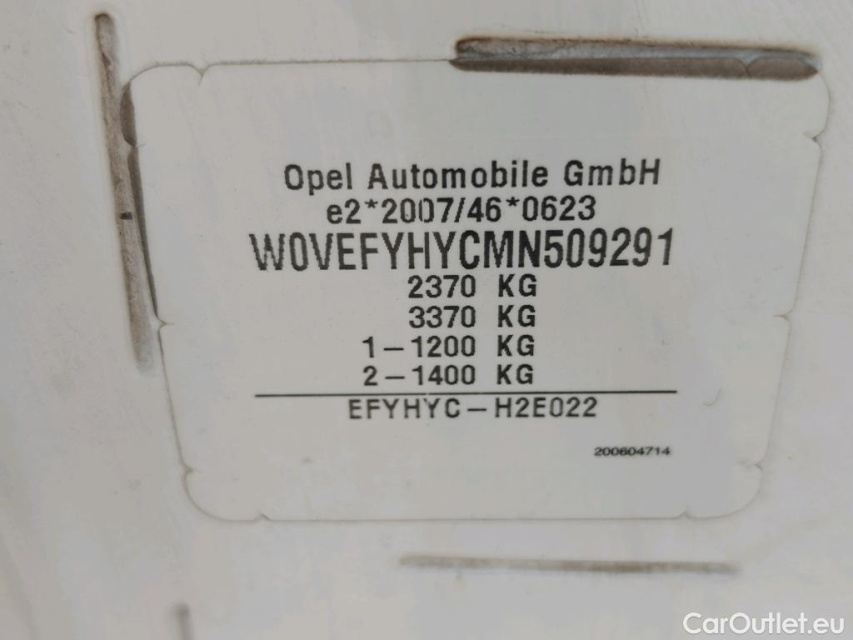 Opel Automobile GmbH
e2*2007/46*0623
W0VEFYHYCMN509291
2370 KG
3370 KG
1-1200 KG
2-1400 KG
EFYHYC-H2E022
200604714
CarOutlet.eu